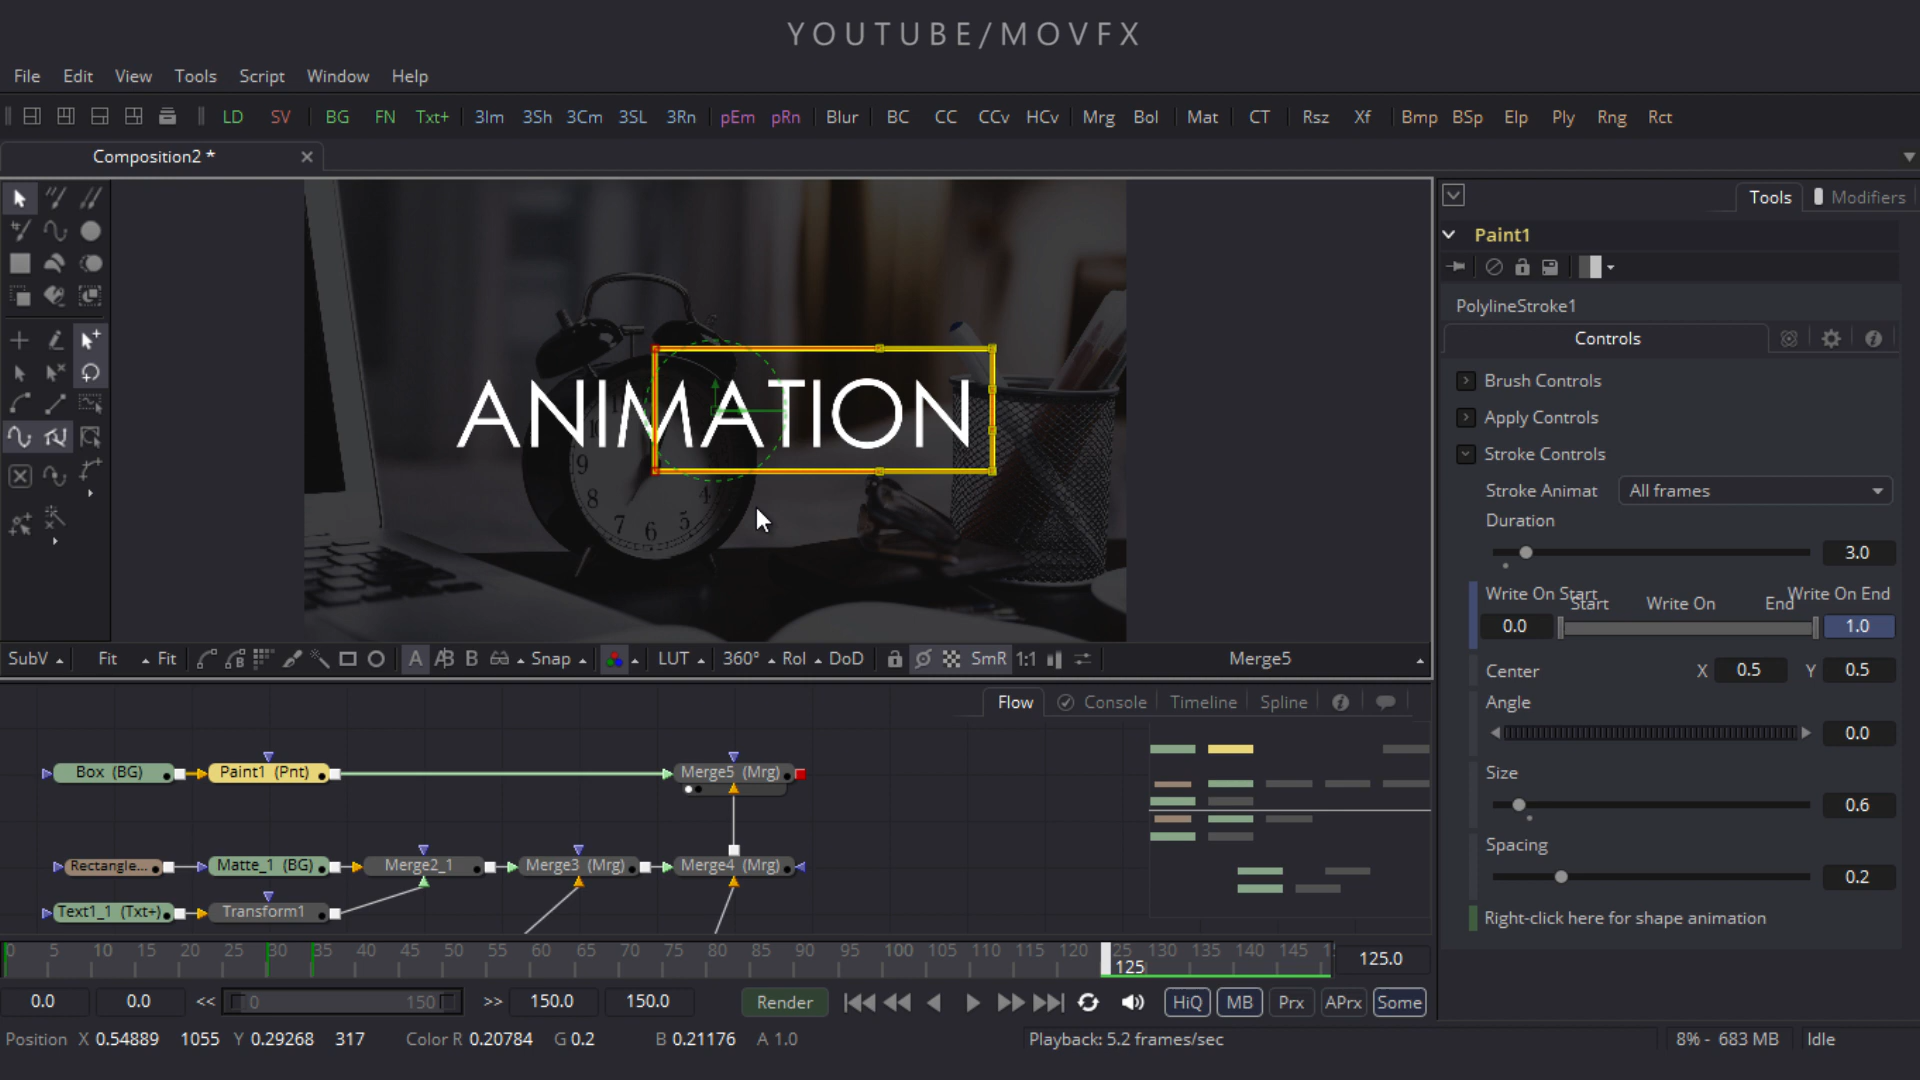 YOUTUBE/MOVFX
File Edit View Tools Script Window Help
LD SV BG FN Txt+ 3Im 3Sh 3Cm 3SL 3Rn pEm pRn Blur BC CC CCv HCv Mrg Bol Mat CT Rsz Xf Bmp BSp Elp Ply Rng Rct
Composition2 *
Tools Modifiers
Paint1
PolylineStroke1
Controls
Brush Controls
Apply Controls
Stroke Controls
Stroke Animat All frames
Duration
3.0
Write On Start Start Write On End Write On End
0.0 1.0
Center X 0.5 Y 0.5
Angle
0.0
Size
0.6
Spacing
0.2
Right-click here for shape animation
ANIMATION
9 8 7 6 5 4
SubV Fit Fit A B Snap LUT 360° Rol DoD SmR 1:1 Merge5
Flow Console Timeline Spline
Box (BG) Paint1 (Pnt) Merge5 (Mrg)
Rectangle... Matte_1 (BG) Merge2_1 Merge3 (Mrg) Merge4 (Mrg)
Text1_1 (Txt+) Transform1
0 5 10 15 20 25 30 35 40 45 50 55 60 65 70 75 80 85 90 95 100 105 110 115 120 25 130 135 140 145
125 125.0
0.0 0.0 << 0 150 >> 150.0 150.0 Render HiQ MB Prx APrx Some
Position X 0.54889 1055 Y 0.29268 317 Color R 0.20784 G 0.2 B 0.21176 A 1.0 Playback: 5.2 frames/sec 8% - 683 MB Idle